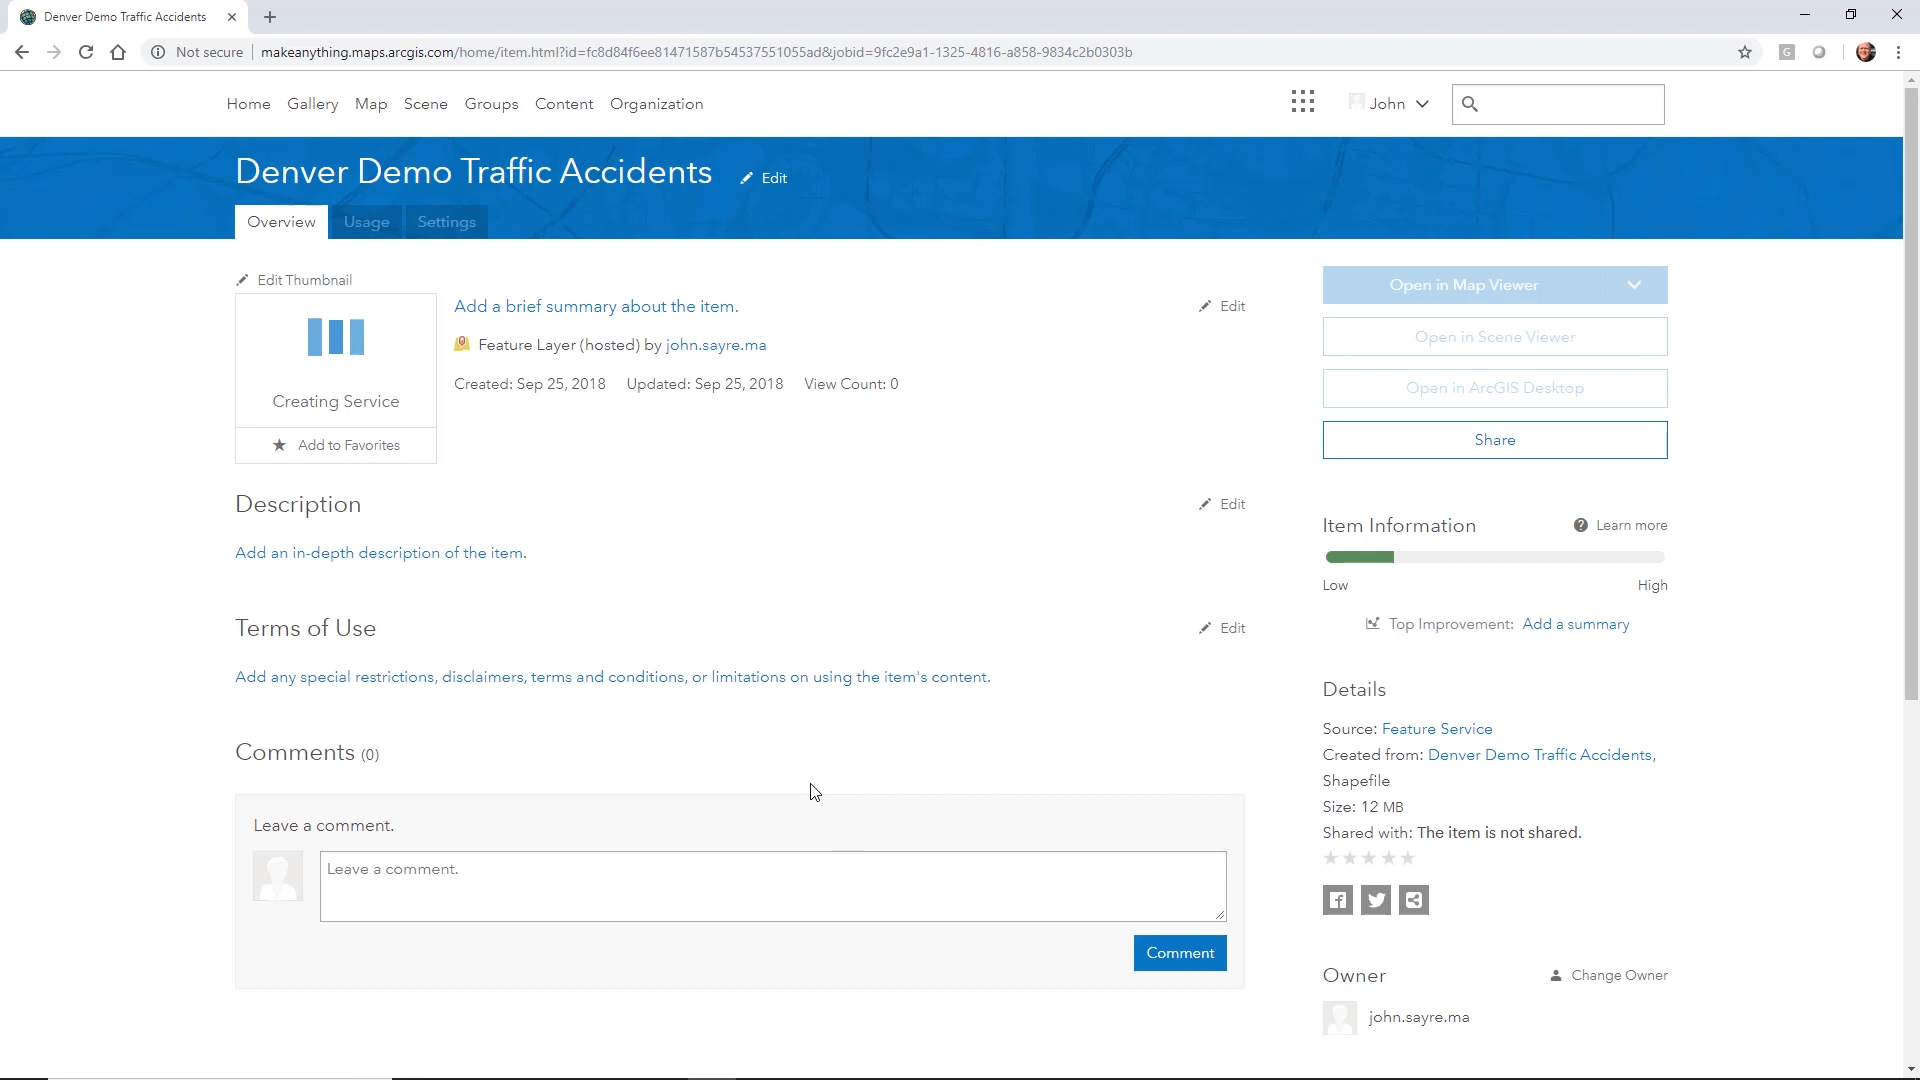 Denver Demo Traffic Accidents
Not secure makeanything.maps.arcgis.com/home/item.html?id=fc8d84f6ee81471587b54537551055ad&jobid=9fc2e9a1-1325-4816-a858-9834c2b0303b
G
Home Gallery Map Scene Groups Content Organization John
Denver Demo Traffic Accidents Edit
Overview Usage Settings
Edit Thumbnail
Creating Service
Add to Favorites
Add a brief summary about the item. Edit
Feature Layer (hosted) by john.sayre.ma
Created: Sep 25, 2018 Updated: Sep 25, 2018 View Count: 0
Description Edit
Add an in-depth description of the item.
Terms of Use Edit
Add any special restrictions, disclaimers, terms and conditions, or limitations on using the item's content.
Comments (0)
Leave a comment.
Leave a comment.
Comment
Open in Map Viewer
Open in Scene Viewer
Open in ArcGIS Desktop
Share
Item Information Learn more
Low High
Top Improvement: Add a summary
Details
Source: Feature Service
Created from: Denver Demo Traffic Accidents,
Shapefile
Size: 12 MB
Shared with: The item is not shared.
Owner Change Owner
john.sayre.ma